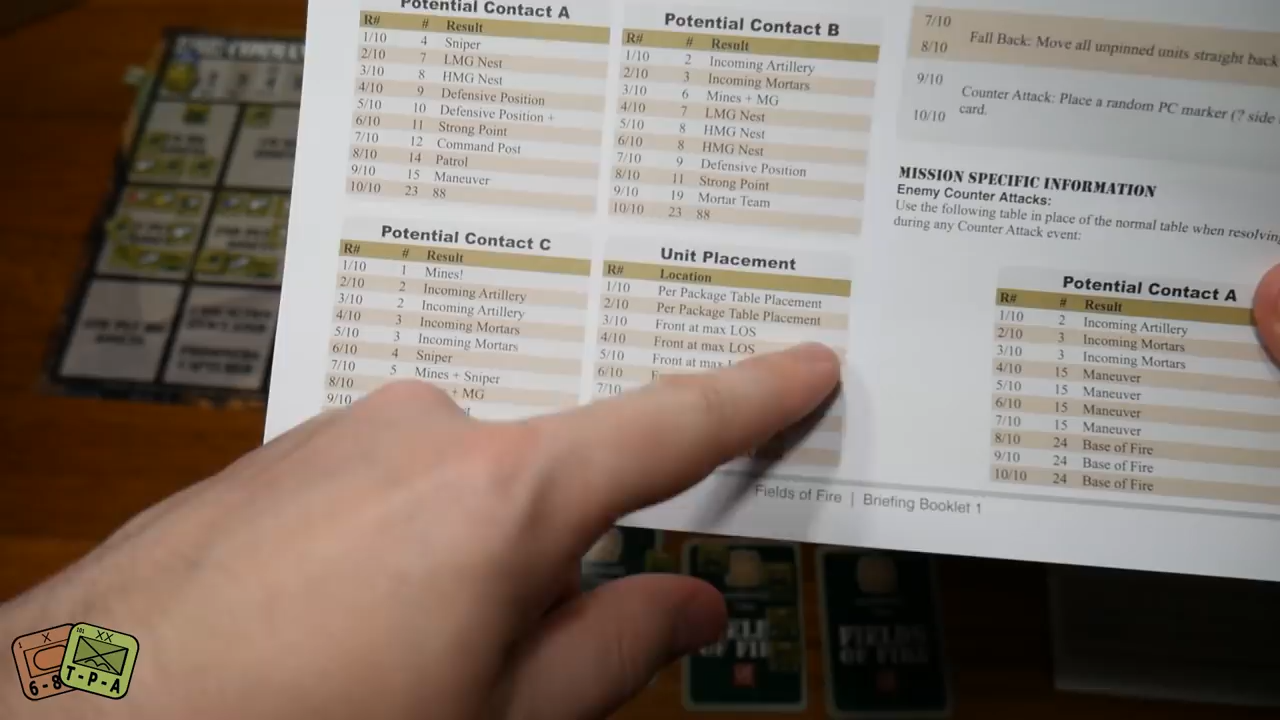 Potential Contact A
R# # Result
1/10 4 Sniper
2/10 7 LMG Nest
3/10 8 HMG Nest
4/10 9 Defensive Position
5/10 10 Defensive Position +
6/10 11 Strong Point
7/10 12 Command Post
8/10 14 Patrol
9/10 15 Maneuver
10/10 23 88
Potential Contact B
R# # Result
1/10 2 Incoming Artillery
2/10 3 Incoming Mortars
3/10 6 Mines + MG
4/10 7 LMG Nest
5/10 8 HMG Nest
6/10 8 HMG Nest
7/10 9 Defensive Position
8/10 11 Strong Point
9/10 19 Mortar Team
10/10 23 88
Potential Contact C
R# # Result
1/10 1 Mines!
2/10 2 Incoming Artillery
3/10 2 Incoming Artillery
4/10 3 Incoming Mortars
5/10 3 Incoming Mortars
6/10 4 Sniper
7/10 5 Mines + Sniper
8/10 + MG
9/10
Unit Placement
R# Location
1/10 Per Package Table Placement
2/10 Per Package Table Placement
3/10 Front at max LOS
4/10 Front at max LOS
5/10 Front at max
6/10
7/10
7/10
8/10 Fall Back: Move all unpinned units straight back
9/10
10/10 Counter Attack: Place a random PC marker (? side
card.
MISSION SPECIFIC INFORMATION
Enemy Counter Attacks:
Use the following table in place of the normal table when resolving
during any Counter Attack event:
Potential Contact A
R# # Result
1/10 2 Incoming Artillery
2/10 3 Incoming Mortars
3/10 3 Incoming Mortars
4/10 15 Maneuver
5/10 15 Maneuver
6/10 15 Maneuver
7/10 15 Maneuver
8/10 24 Base of Fire
9/10 24 Base of Fire
10/10 24 Base of Fire
Fields of Fire | Briefing Booklet 1
FIELDS
OF FIRE
X
6-8
XX
T-P-A